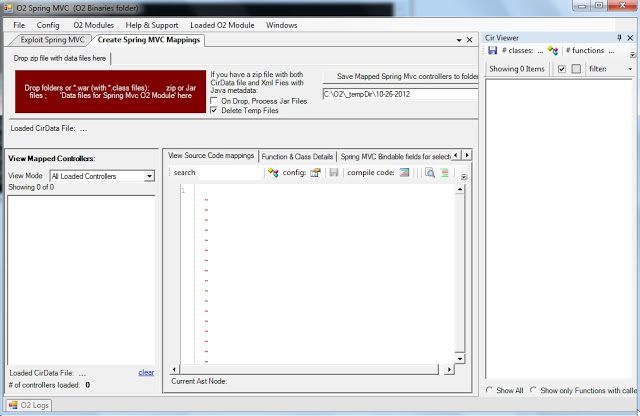 O2 Spring MVC (O2 Binaries folder)
File Config O2 Modules Help & Support Loaded O2 Module Windows
Exploit Spring MVC Create Spring MVC Mappings
Drop zip file with data files here
Drop folders or *.war (with *.class files); zip or Jar
files ; 'Data files for Spring Mvc O2 Module' here
If you have a zip file with both
CirData file and Xml Fies with
Java metadata:
On Drop, Process Jar Files
Delete Temp Files
Save Mapped Spring Mvc controllers to folder
C:\O2\_tempDir\10-26-2012
Loaded CirData File: ...
View Mapped Controllers:
View Mode All Loaded Controllers
Showing 0 of 0
Loaded CirData File: ... clear
# of controllers loaded: 0
View Source Code mappings Function & Class Details Spring MVC Bindable fields for selecte
search config: compile code:
1
Current Ast Node:
Cir Viewer
# classes: ... # functions ...
Showing 0 Items filter:
Show All Show only Functions with calle
O2 Logs